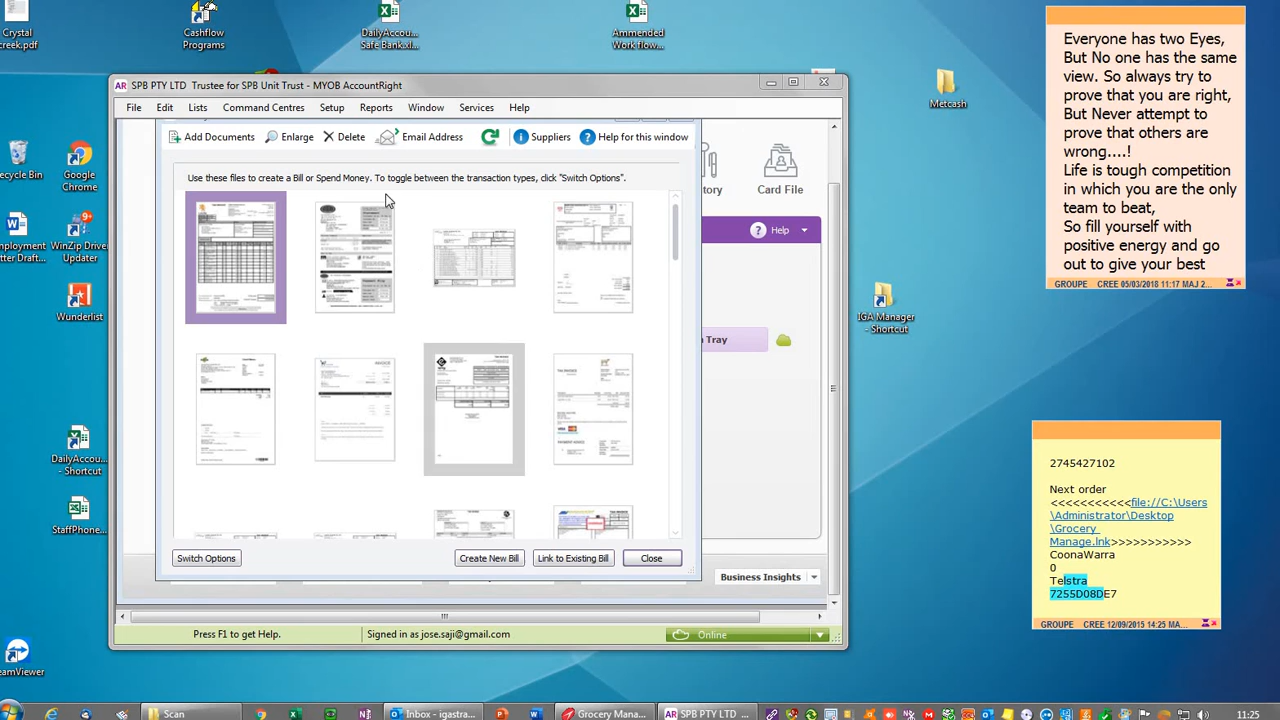 Crystal
creek.pdf
Cashflow
Programs
DailyAccou...
Safe Bank.xl...
Ammended
Work flow...
Recycle Bin
Google
Chrome
WinZip Drive
Updater
Wunderlist
DailyAccou...
- Shortcut
StaffPhone...
Metcash
IGA Manager
- Shortcut
AR SPB PTY LTD Trustee for SPB Unit Trust - MYOB AccountRight
File Edit Lists Command Centres Setup Reports Window Services Help
Add Documents Enlarge Delete Email Address Suppliers Help for this window
Use these files to create a Bill or Spend Money. To toggle between the transaction types, click "Switch Options".
Card File
Help
n Tray
Switch Options Create New Bill Link to Existing Bill Close
Business Insights
Press F1 to get Help. Signed in as jose.saji@gmail.com Online
Everyone has two Eyes,
But No one has the same
view. So always try to
prove that you are right,
But Never attempt to
prove that others are
wrong....!
Life is tough competition
in which you are the only
team to beat,
So fill yourself with
positive energy and go
out to give your best
GROUPE CREE 05/03/2018 11:17 MAJ 2...
2745427102
Next order
<<<<<<<<<<<file://C:\Users
\Administrator\Desktop
\Grocery
Manage.lnk>>>>>>>>>>>
CoonaWarra
0
Telstra
7255D08DE7
GROUPE CREE 12/09/2015 14:25 MA...
Scan
Inbox - igastra...
Grocery Mana...
AR SPB PTY LTD ...
11:25